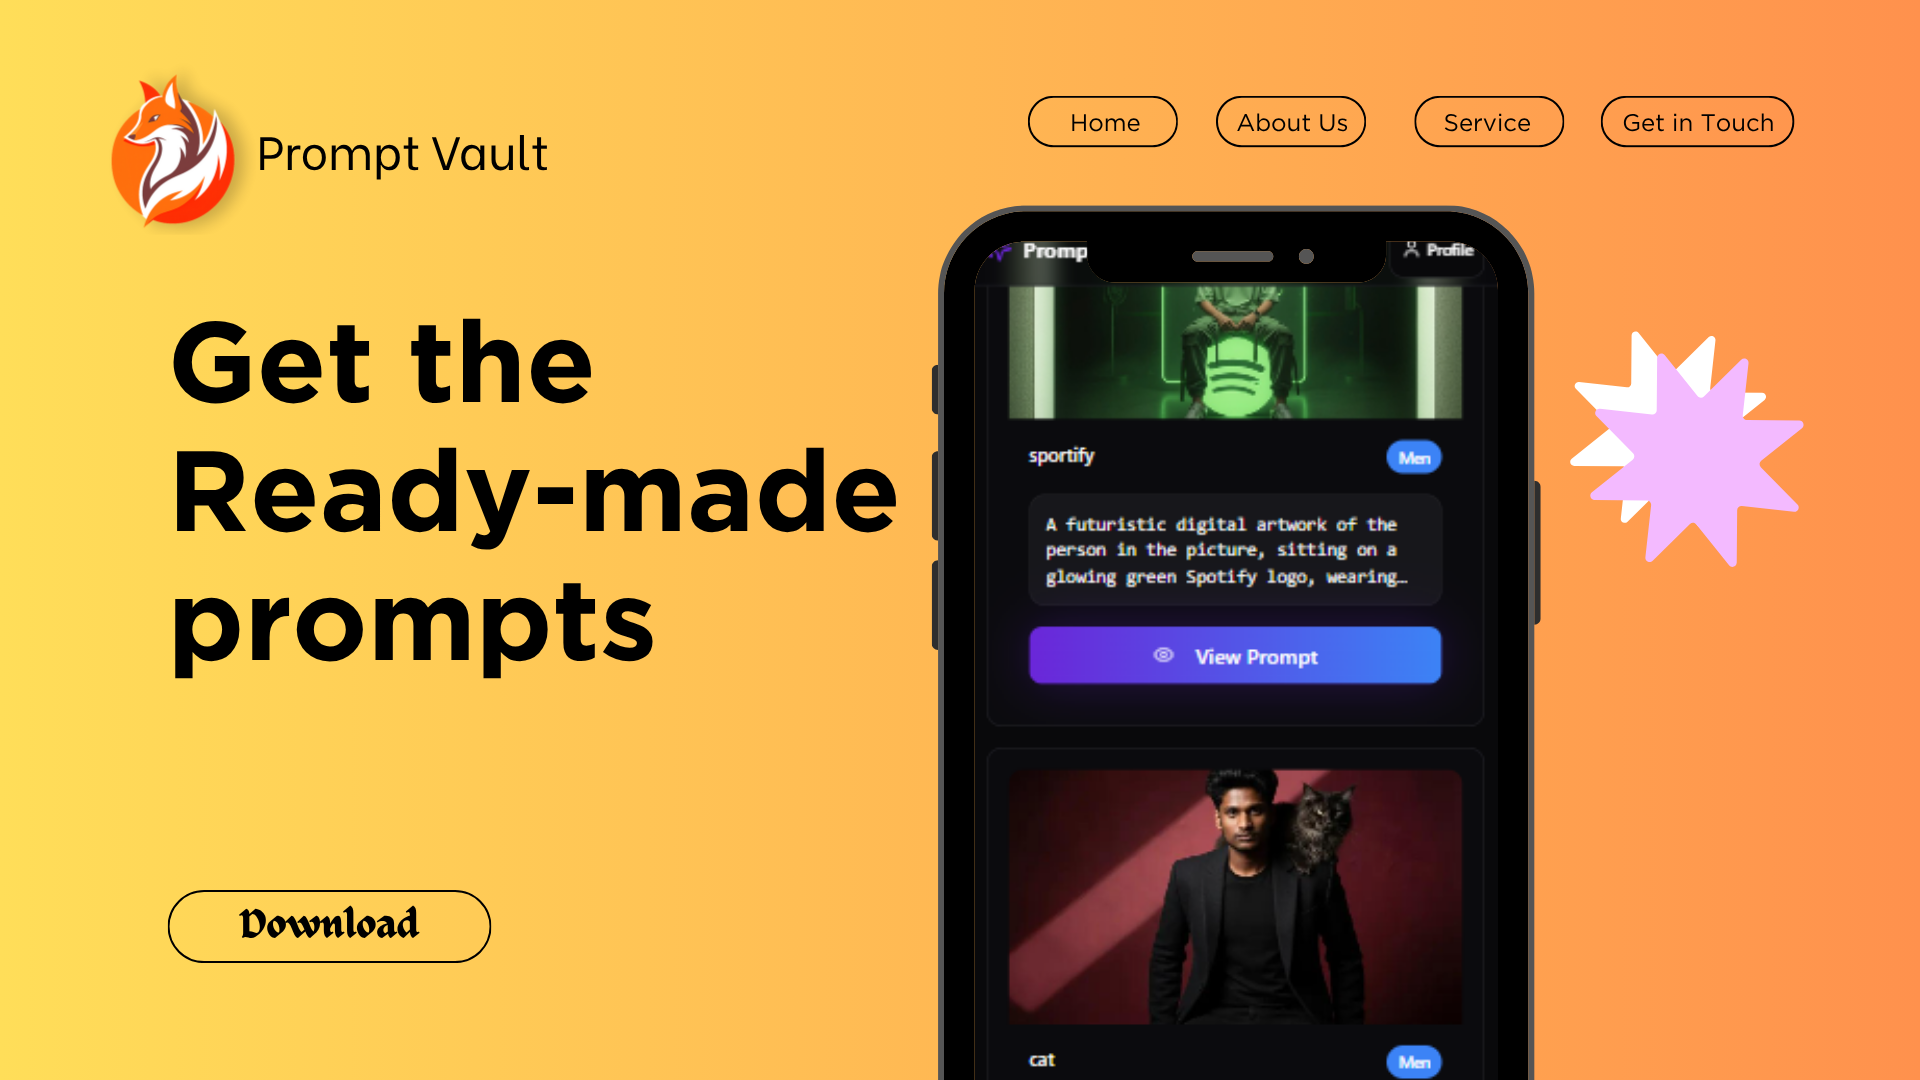 Prompt Vault
Home
About Us
Service
Get in Touch
Get the
Ready-made
prompts
Download
Promp
Profile
sportify
Men
A futuristic digital artwork of the
person in the picture, sitting on a
glowing green Spotify logo, wearing…
View Prompt
cat
Men